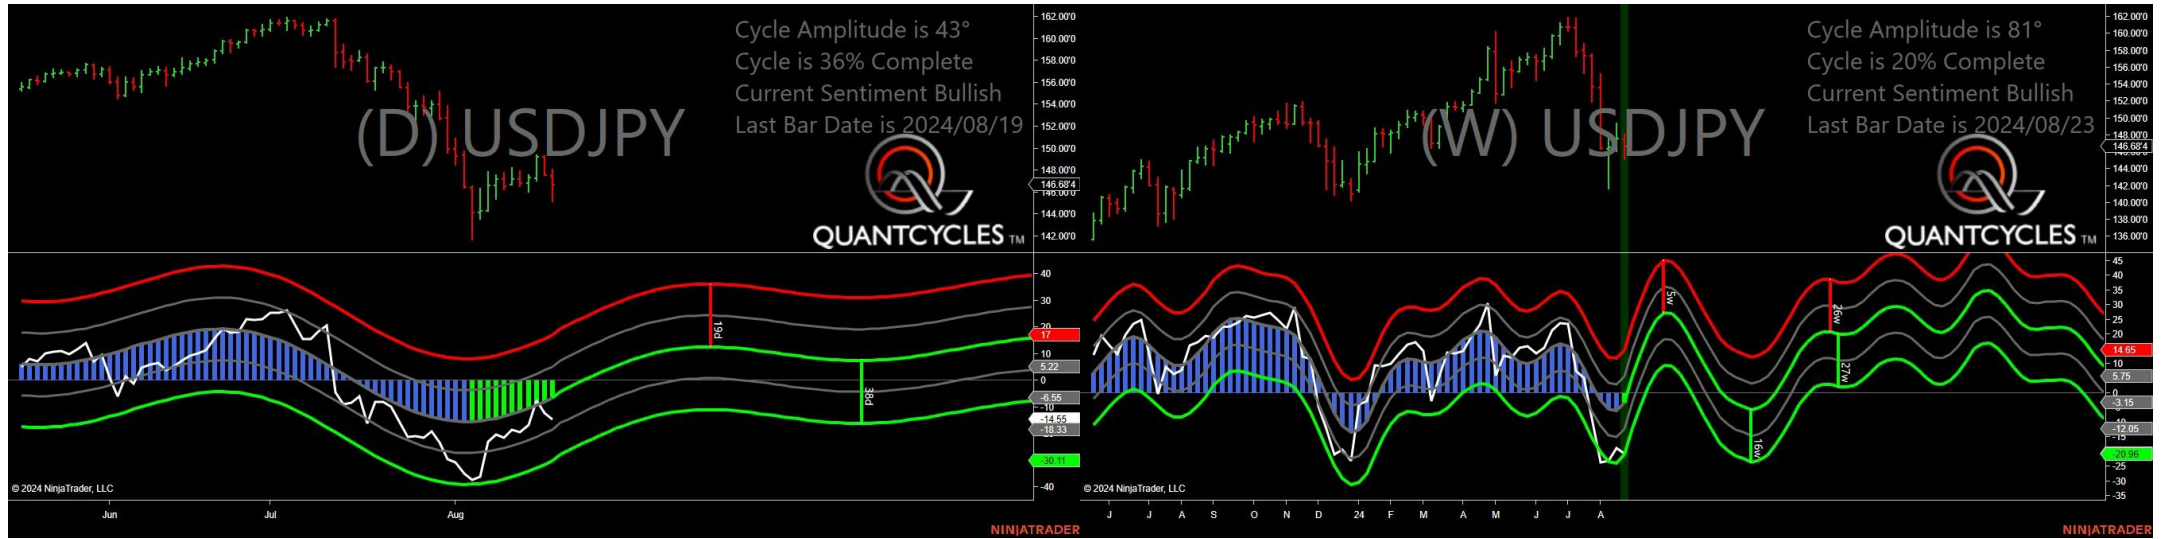 Cycle Amplitude is 43°
Cycle is 36% Complete
Current Sentiment Bullish
Last Bar Date is 2024/08/19
(D) USDJPY
QUANTCYCLES TM
162.00'0
160.00'0
158.00'0
156.00'0
154.00'0
152.00'0
150.00'0
148.00'0
146.68'4
146.00'0
144.00'0
142.00'0
40
30
20
17
10
5.22
0
-6.55
-10
-14.55
-18.33
-30.11
-40
19d
38d
© 2024 NinjaTrader, LLC
Jun
Jul
Aug
NINJATRADER
Cycle Amplitude is 81°
Cycle is 20% Complete
Current Sentiment Bullish
Last Bar Date is 2024/08/23
(W) USDJPY
QUANTCYCLES TM
162.00'0
160.00'0
158.00'0
156.00'0
154.00'0
152.00'0
150.00'0
148.00'0
146.68'4
144.00'0
142.00'0
140.00'0
138.00'0
136.00'0
45
40
35
30
25
20
14.65
10
5.75
0
-3.15
-12.05
-15
-20.96
-25
-30
-35
5w
26w
27w
16w
© 2024 NinjaTrader, LLC
J J A S O N D 24 F M A M J J A
NINJATRADER